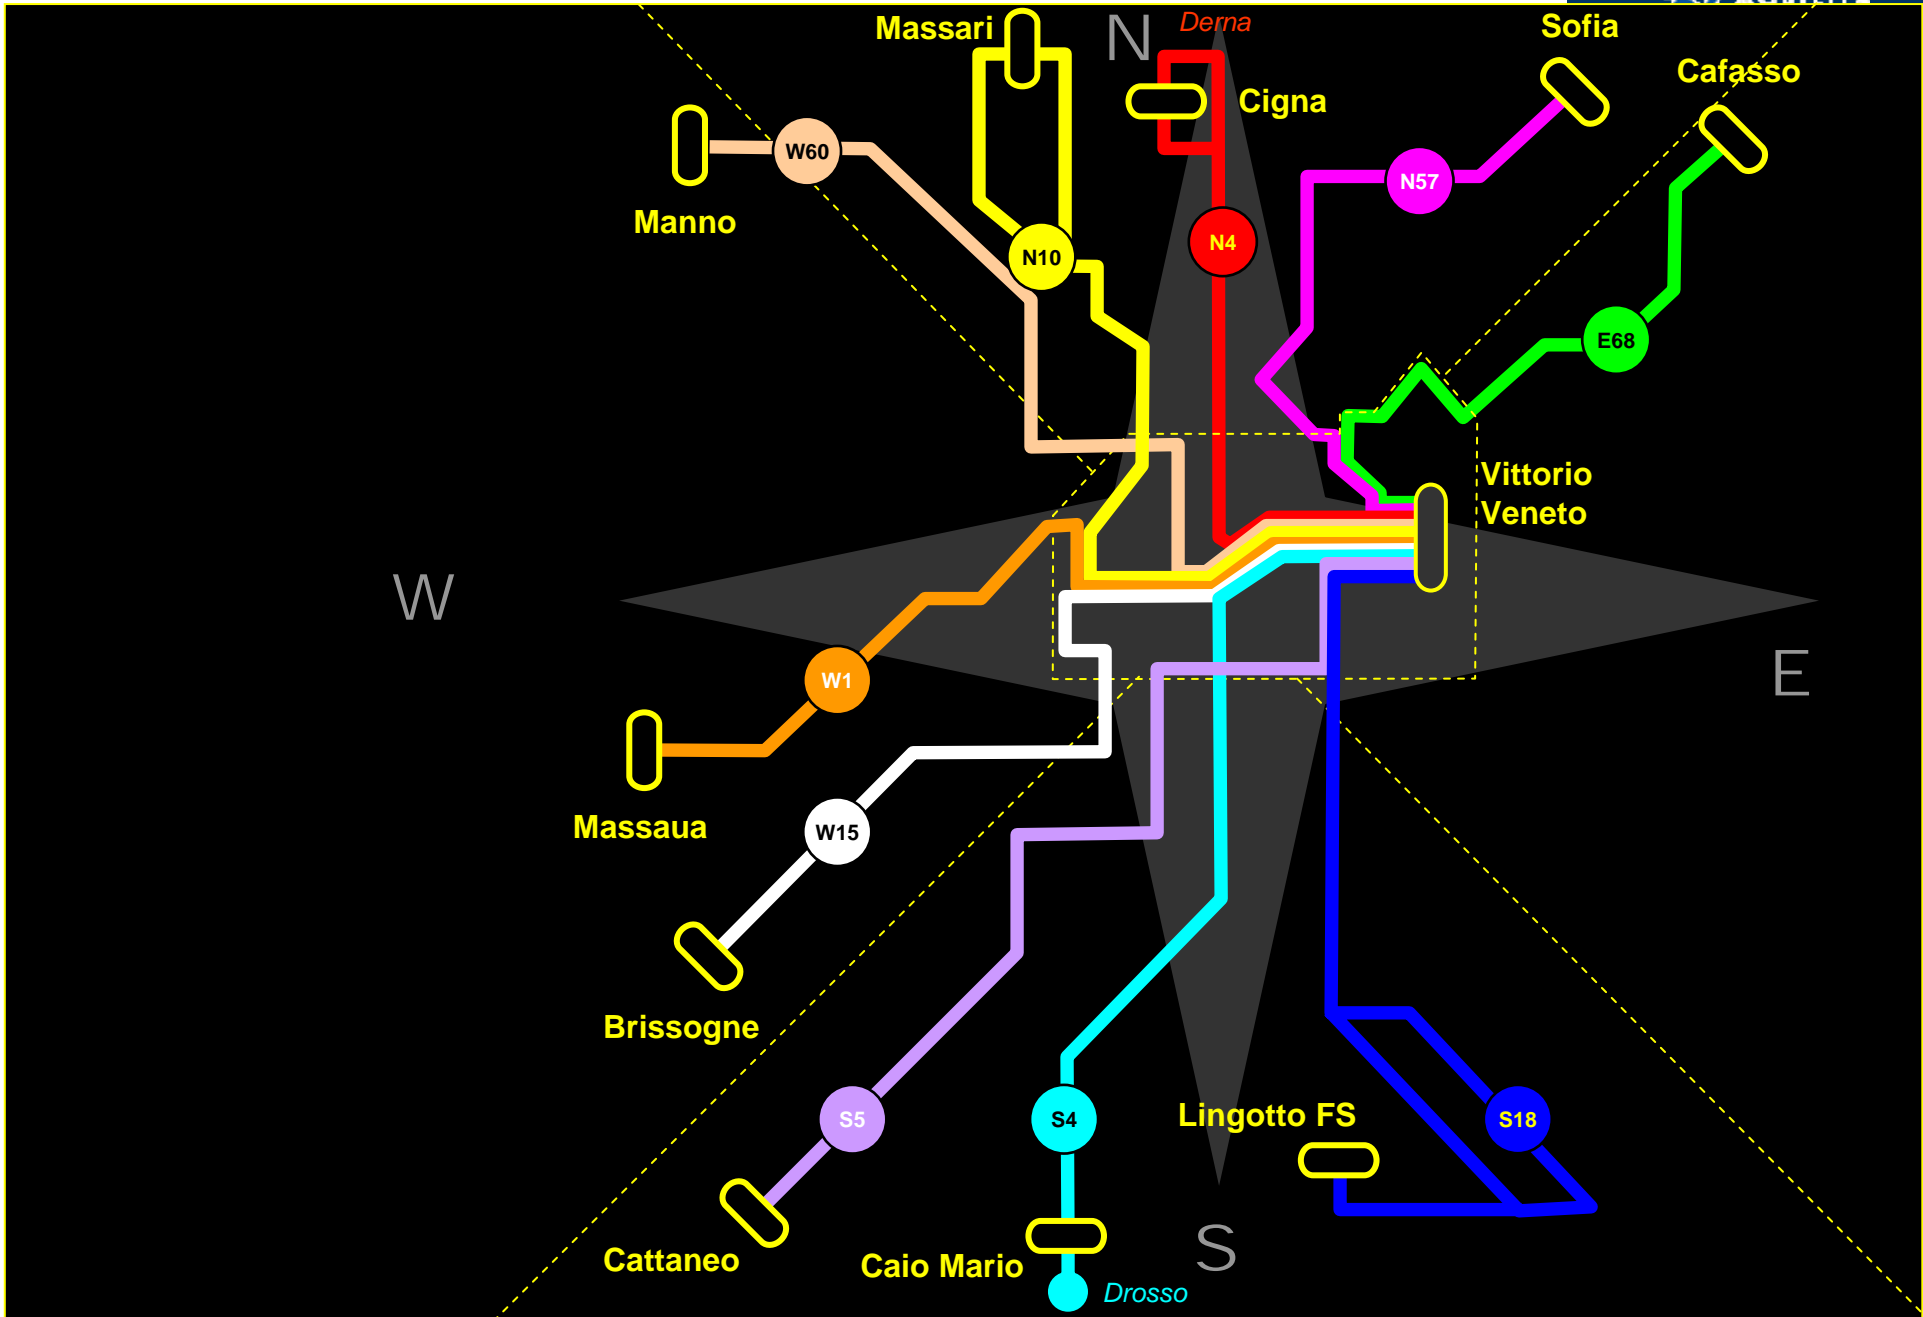 Massari
N
Derna
Sofia
Cafasso
Cigna
W60
N57
Manno
N4
N10
E68
Vittorio
Veneto
W
W1
E
Massaua
W15
Brissogne
S5
S4
Lingotto FS
S18
Cattaneo
Caio Mario
S
Drosso